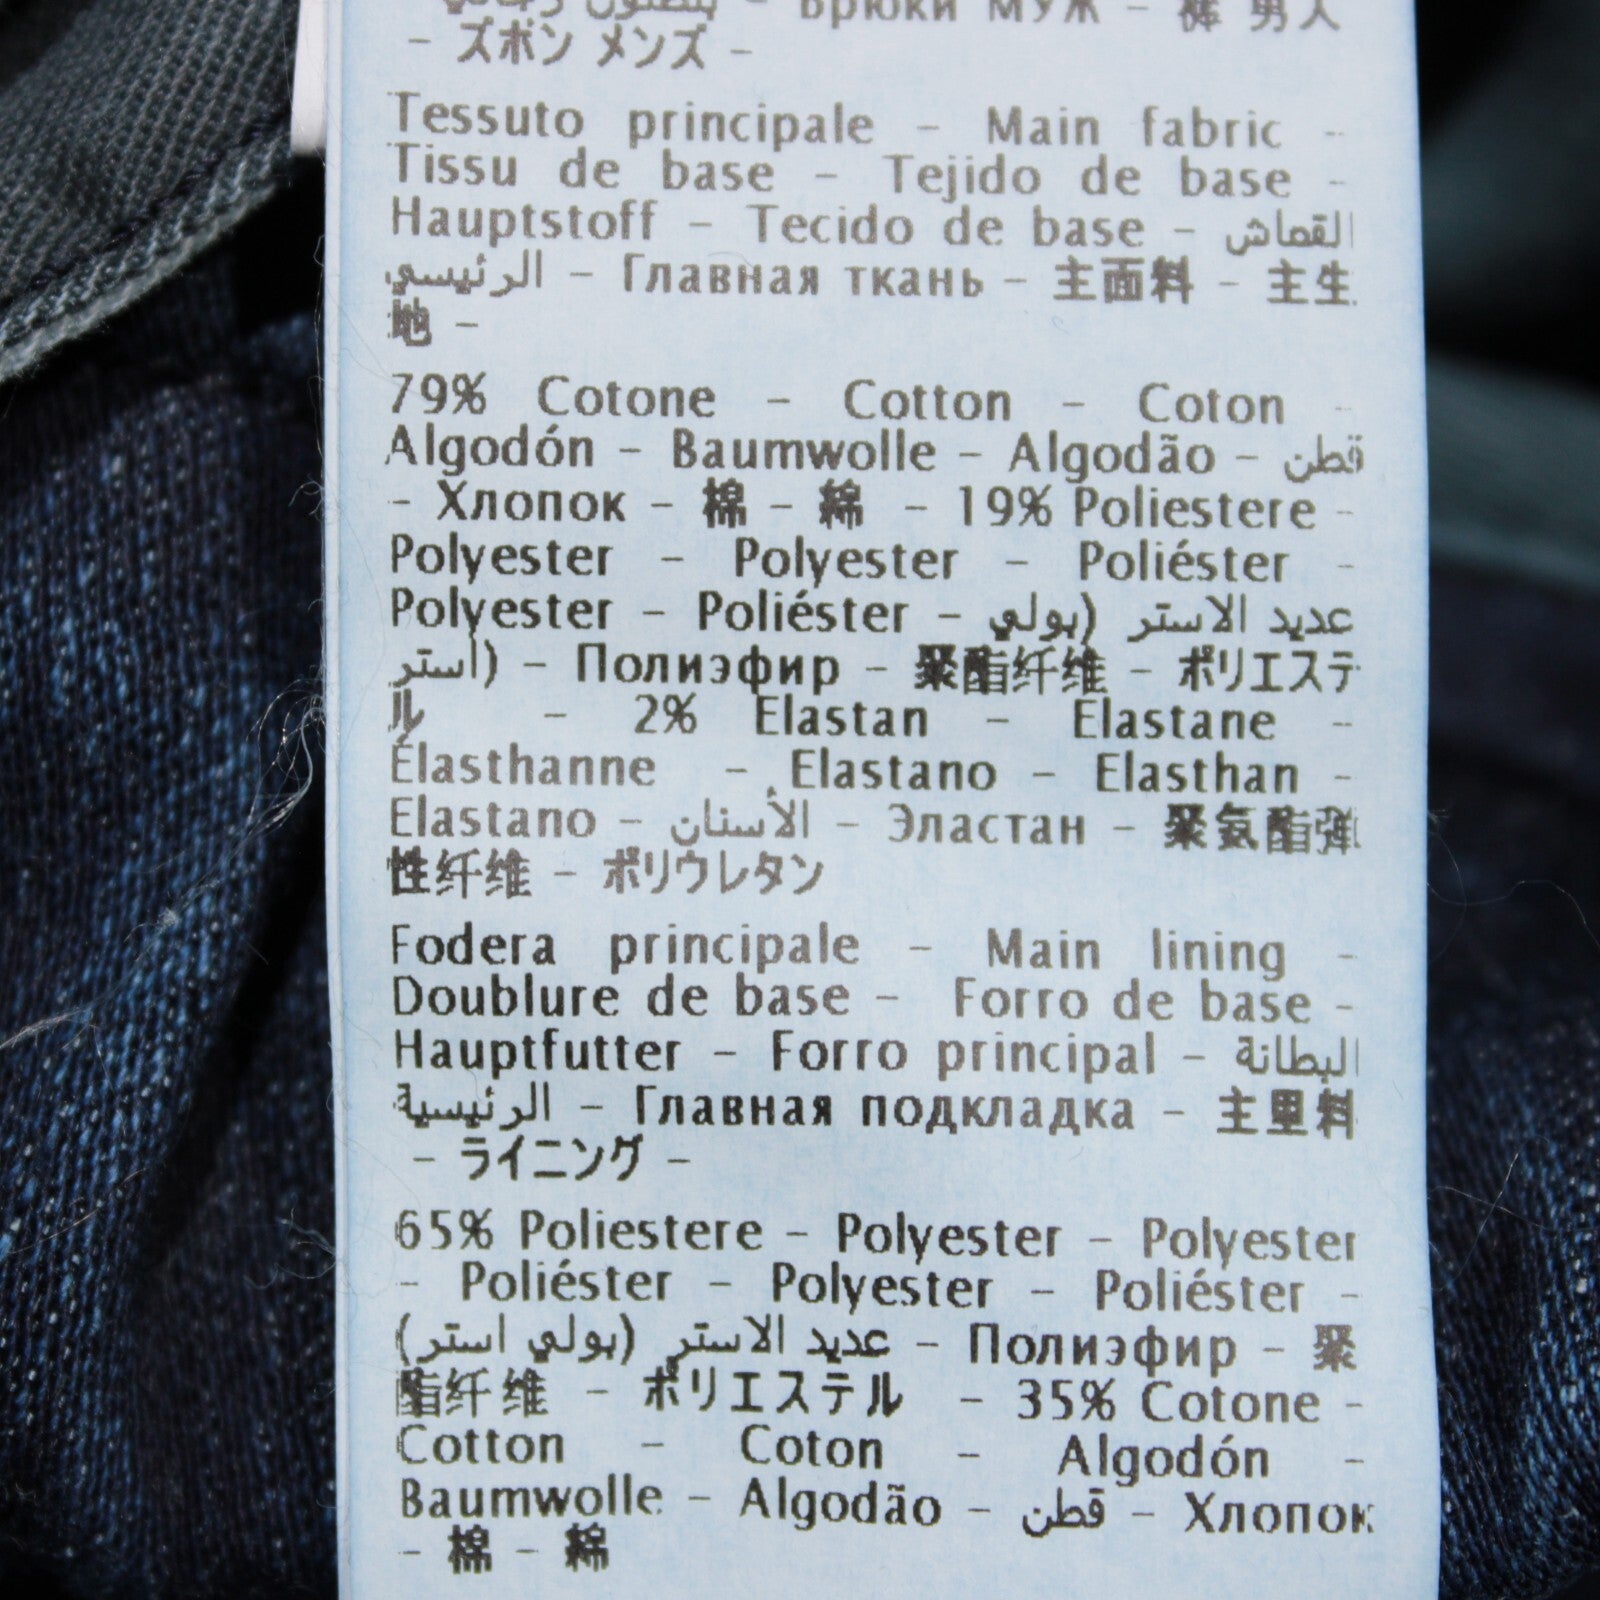 بنطلون رجالي - Брюки МУЖ - 裤 男人
- ズボン メンズ -
Tessuto principale - Main fabric -
Tissu de base - Tejido de base -
Hauptstoff - Tecido de base - القماش
الرئيسي - Главная ткань - 主面料 - 主生
地 -
79% Cotone - Cotton - Coton -
Algodón - Baumwolle - Algodão - قطن
- Хлопок - 棉 - 綿 - 19% Poliestere -
Polyester - Polyester - Poliéster -
Polyester - Poliéster - عديد الاستر (بولي
استر) - Полиэфир - 聚酯纤维 - ポリエステ
ル - 2% Elastan - Elastane -
Élasthanne - Elastano - Elasthan -
Elastano - الأسنان - Эластан - 聚氨酯弹
性纤维 - ポリウレタン
Fodera principale - Main lining -
Doublure de base - Forro de base -
Hauptfutter - Forro principal - البطانة
الرئيسية - Главная подкладка - 主里料
- ライニング -
65% Poliestere - Polyester - Polyester
- Poliéster - Polyester - Poliéster -
عديد الاستر (بولي استر) - Полиэфир - 聚
酯纤维 - ポリエステル - 35% Cotone -
Cotton - Coton - Algodón -
Baumwolle - Algodão - قطن - Хлопок
- 棉 - 綿